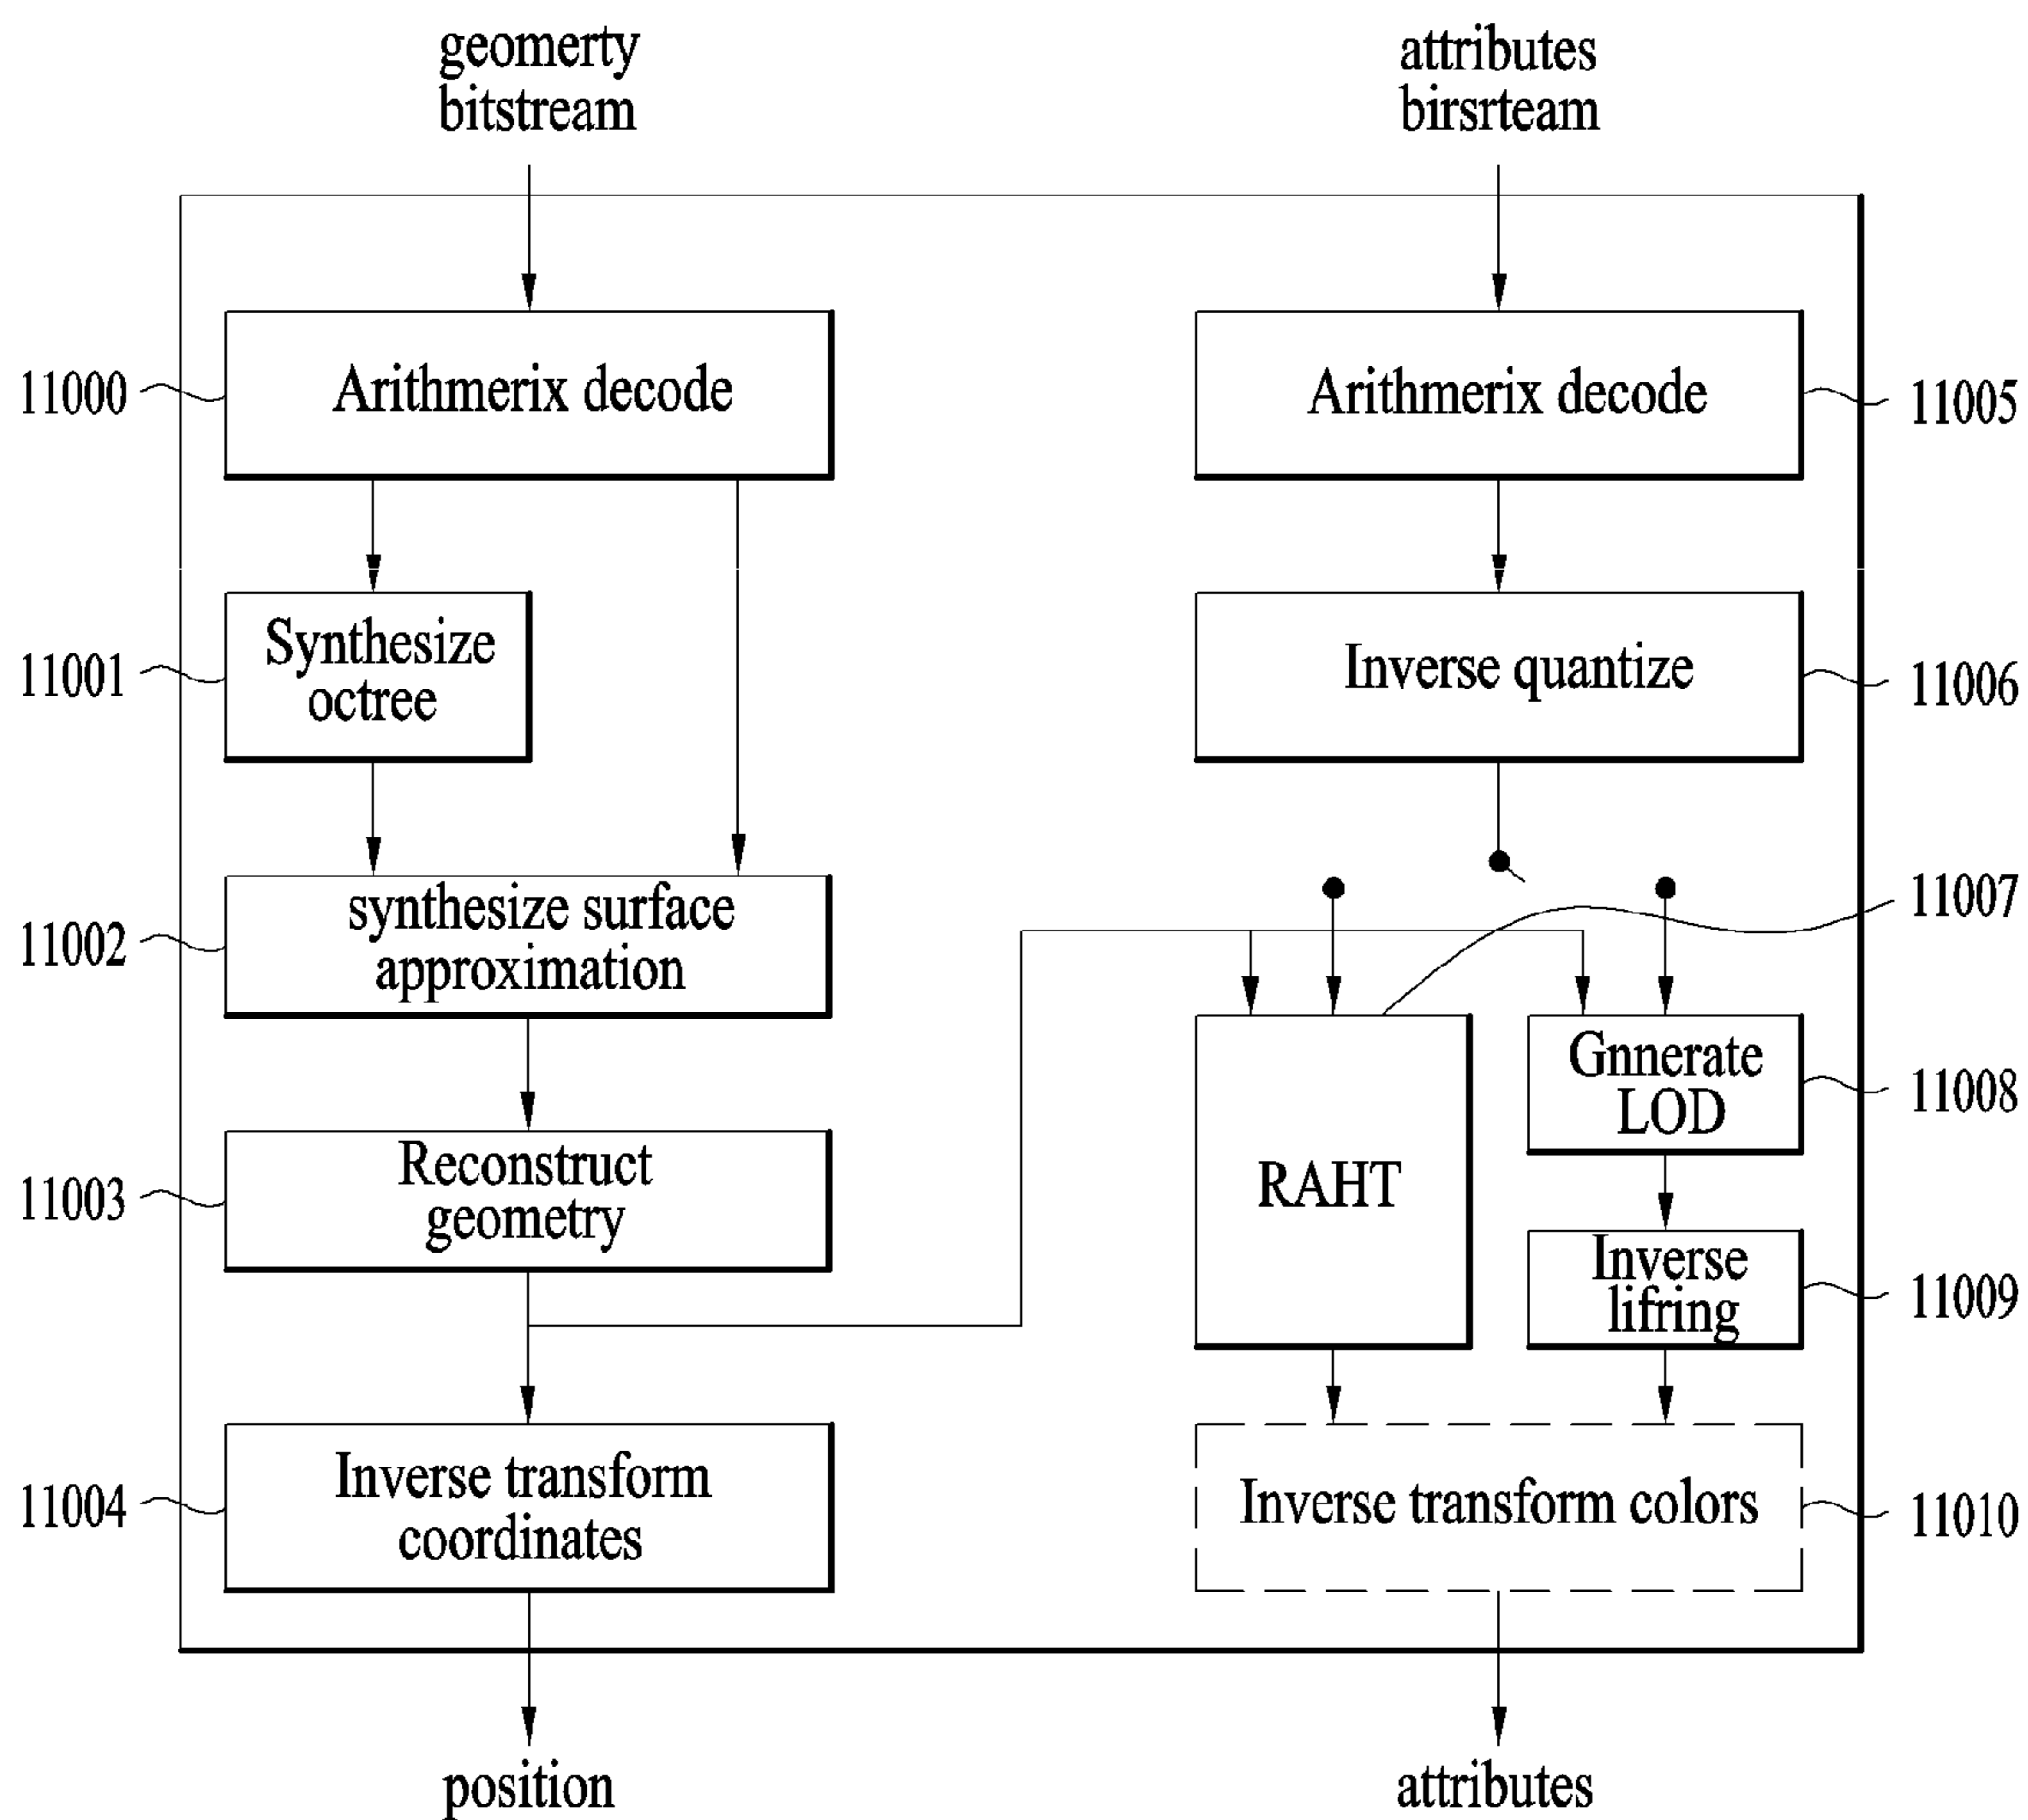 geomerty
bitstream
attributes
birsrteam
11000
Arithmerix decode
Arithmerix decode
11005
11001
Synthesize
octree
Inverse quantize
11006
11002
synthesize surface
approximation
11007
11003
Reconstruct
geometry
RAHT
Gnnerate
LOD
11008
Inverse
lifring
11009
11004
Inverse transform
coordinates
Inverse transform colors
11010
position
attributes